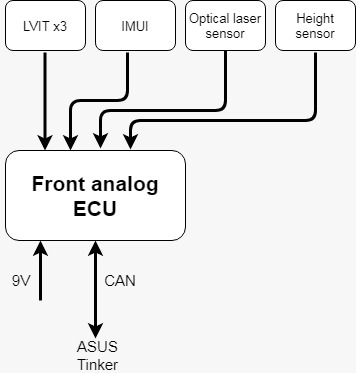 LVIT x3
IMUI
Optical laser
sensor
Height
sensor
Front analog
ECU
9V
CAN
ASUS
Tinker